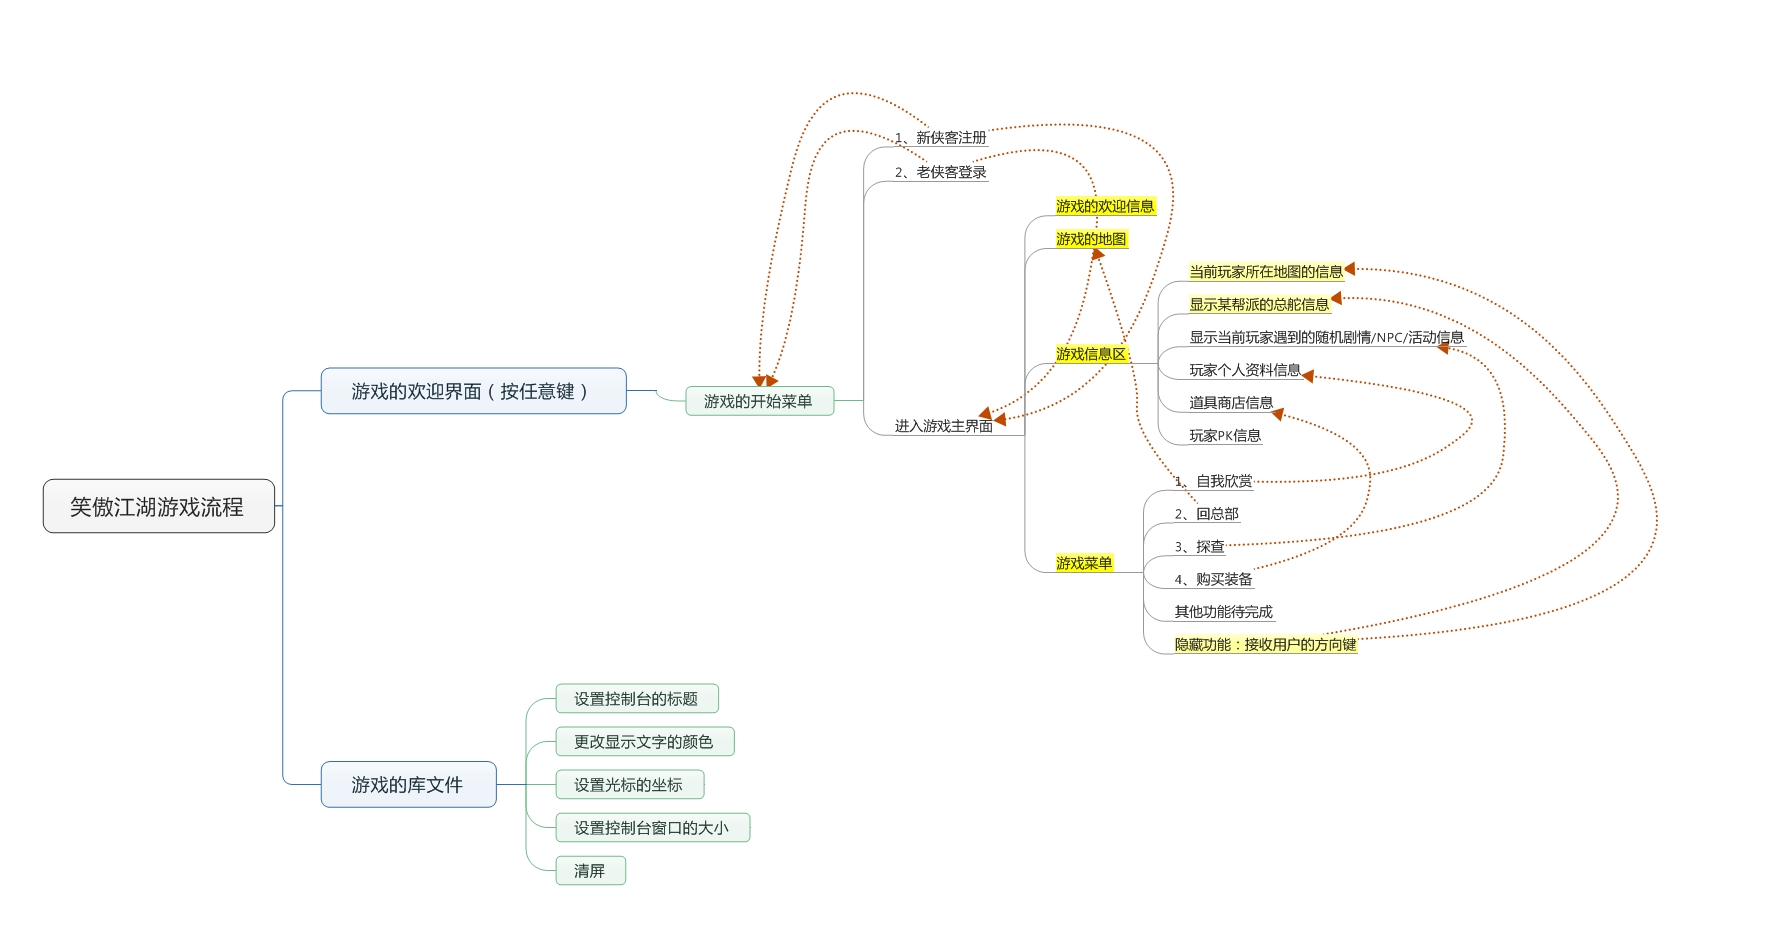 笑傲江湖游戏流程
游戏的欢迎界面（按任意键）
游戏的开始菜单
1、新侠客注册
2、老侠客登录
进入游戏主界面
游戏的欢迎信息
游戏的地图
游戏信息区
当前玩家所在地图的信息
显示某帮派的总舵信息
显示当前玩家遇到的随机剧情/NPC/活动信息
玩家个人资料信息
道具商店信息
玩家PK信息
游戏菜单
1、自我欣赏
2、回总部
3、探查
4、购买装备
其他功能待完成
隐藏功能：接收用户的方向键
游戏的库文件
设置控制台的标题
更改显示文字的颜色
设置光标的坐标
设置控制台窗口的大小
清屏